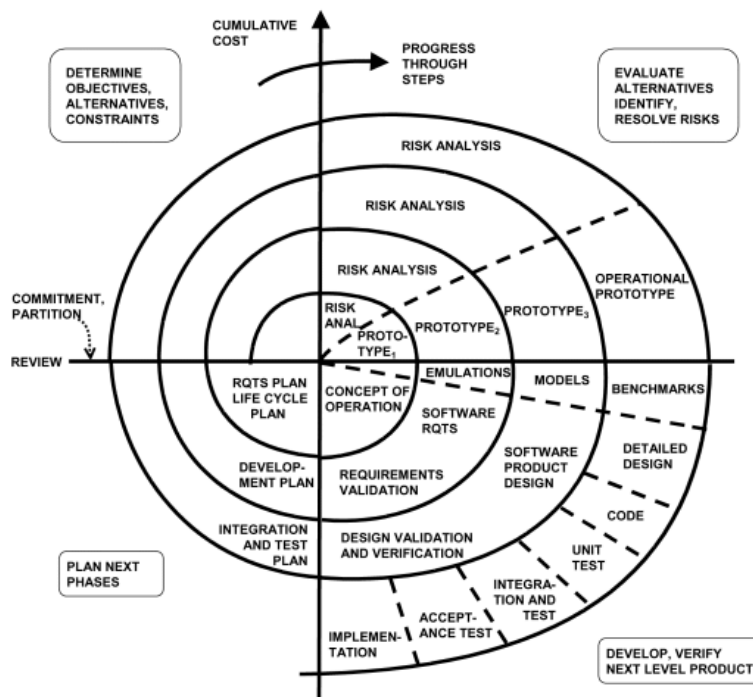 CUMULATIVE
COST
PROGRESS
THROUGH
STEPS
DETERMINE
OBJECTIVES,
ALTERNATIVES,
CONSTRAINTS
EVALUATE
ALTERNATIVES
IDENTIFY,
RESOLVE RISKS
RISK ANALYSIS
RISK ANALYSIS
RISK ANALYSIS
RISK
ANAL.
PROTO-
TYPE1
PROTOTYPE2
PROTOTYPE3
OPERATIONAL
PROTOTYPE
COMMITMENT,
PARTITION
REVIEW
RQTS PLAN
LIFE CYCLE
PLAN
CONCEPT OF
OPERATION
EMULATIONS
MODELS
BENCHMARKS
SOFTWARE
RQTS
SOFTWARE
PRODUCT
DESIGN
DETAILED
DESIGN
DEVELOP-
MENT PLAN
REQUIREMENTS
VALIDATION
CODE
INTEGRATION
AND TEST
PLAN
DESIGN VALIDATION
AND VERIFICATION
UNIT
TEST
PLAN NEXT
PHASES
INTEGRA-
TION AND
TEST
ACCEPT-
ANCE TEST
IMPLEMEN-
TATION
DEVELOP, VERIFY
NEXT LEVEL PRODUCT